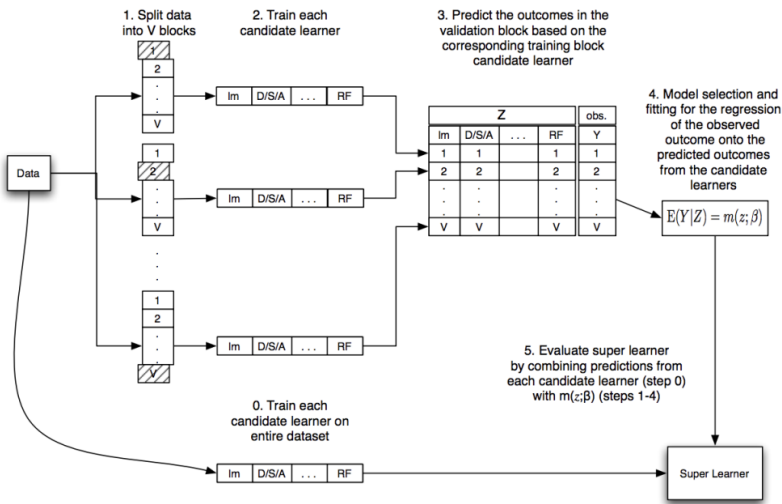 1. Split data
into V blocks
2. Train each
candidate learner
3. Predict the outcomes in the
validation block based on the
corresponding training block
candidate learner
4. Model selection and
fitting for the regression
of the observed
outcome onto the
predicted outcomes
from the candidate
learners
Data
1
2
.
.
.
V
lm D/S/A ... RF
1
2
.
.
V
lm D/S/A ... RF
.
.
.
1
2
.
.
.
V
lm D/S/A ... RF
Z obs.
lm D/S/A ... RF Y
1 1 1 1
2 2 2 2
. . . .
. . . .
. . . .
V V V V
E(Y|Z) = m(z;β)
5. Evaluate super learner
by combining predictions from
each candidate learner (step 0)
with m(z;β) (steps 1-4)
0. Train each
candidate learner on
entire dataset
lm D/S/A ... RF
Super Learner